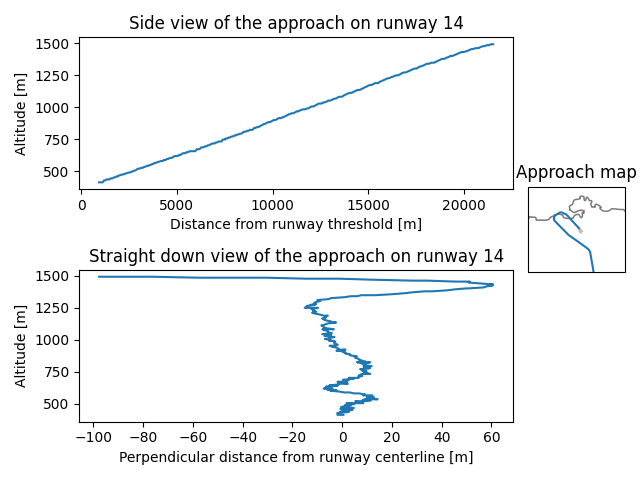 Side view of the approach on runway 14
1500
1250
1000
750
500
Altitude [m]
0 5000 10000 15000 20000
Distance from runway threshold [m]
Approach map
Straight down view of the approach on runway 14
1500
1250
1000
750
500
Altitude [m]
−100 −80 −60 −40 −20 0 20 40 60
Perpendicular distance from runway centerline [m]